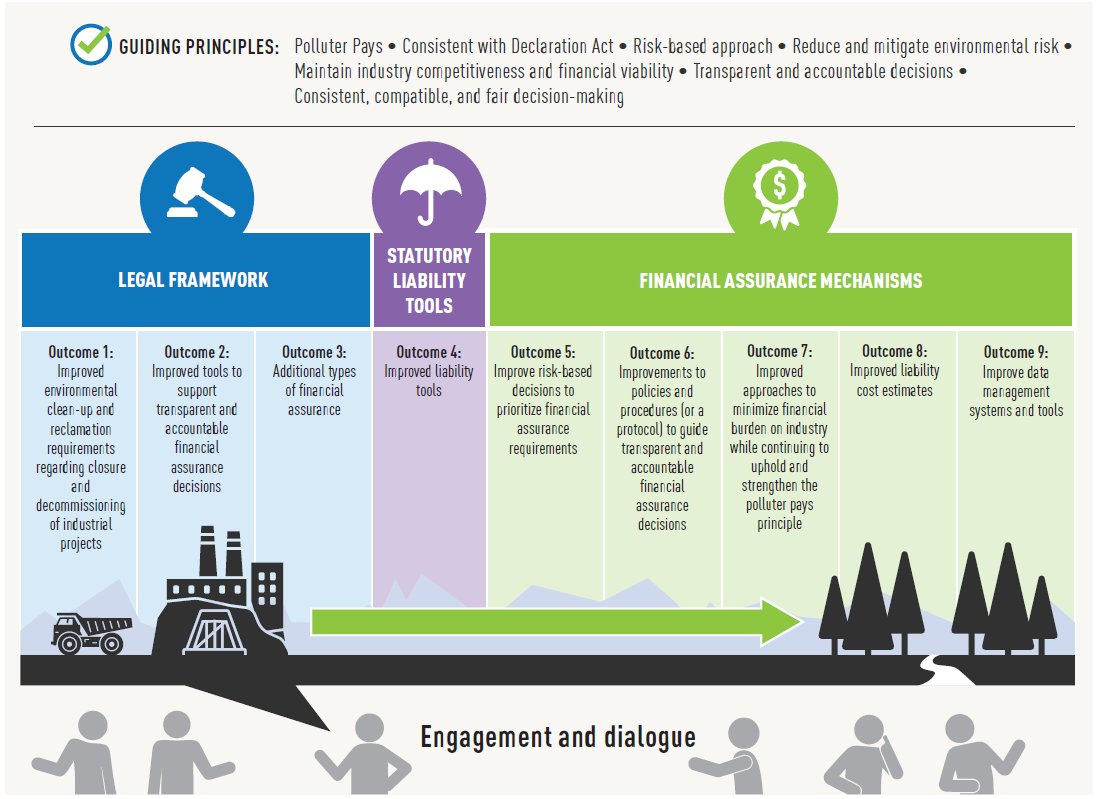 GUIDING PRINCIPLES: Polluter Pays • Consistent with Declaration Act • Risk-based approach • Reduce and mitigate environmental risk •
Maintain industry competitiveness and financial viability • Transparent and accountable decisions •
Consistent, compatible, and fair decision-making
$
LEGAL FRAMEWORK
STATUTORY
LIABILITY
TOOLS
FINANCIAL ASSURANCE MECHANISMS
Outcome 1:
Improved
environmental
clean-up and
reclamation
requirements
regarding closure
and
decommissioning
of industrial
projects
Outcome 2:
Improved tools to
support
transparent and
accountable
financial
assurance
decisions
Outcome 3:
Additional types
of financial
assurance
Outcome 4:
Improved liability
tools
Outcome 5:
Improve risk-based
decisions to
prioritize financial
assurance
requirements
Outcome 6:
Improvements to
policies and
procedures (or a
protocol) to guide
transparent and
accountable
financial
assurance
decisions
Outcome 7:
Improved
approaches to
minimize financial
burden on industry
while continuing to
uphold and
strengthen the
polluter pays
principle
Outcome 8:
Improved liability
cost estimates
Outcome 9:
Improve data
management
systems and tools
Engagement and dialogue